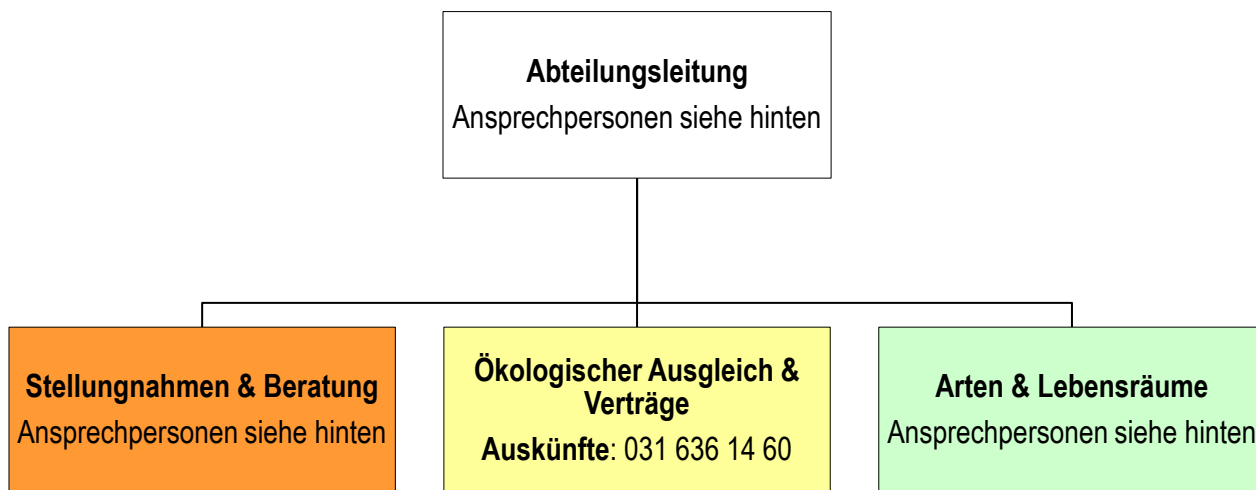 Abteilungsleitung
Ansprechpersonen siehe hinten
Stellungnahmen & Beratung
Ansprechpersonen siehe hinten
Ökologischer Ausgleich &
Verträge
Auskünfte: 031 636 14 60
Arten & Lebensräume
Ansprechpersonen siehe hinten